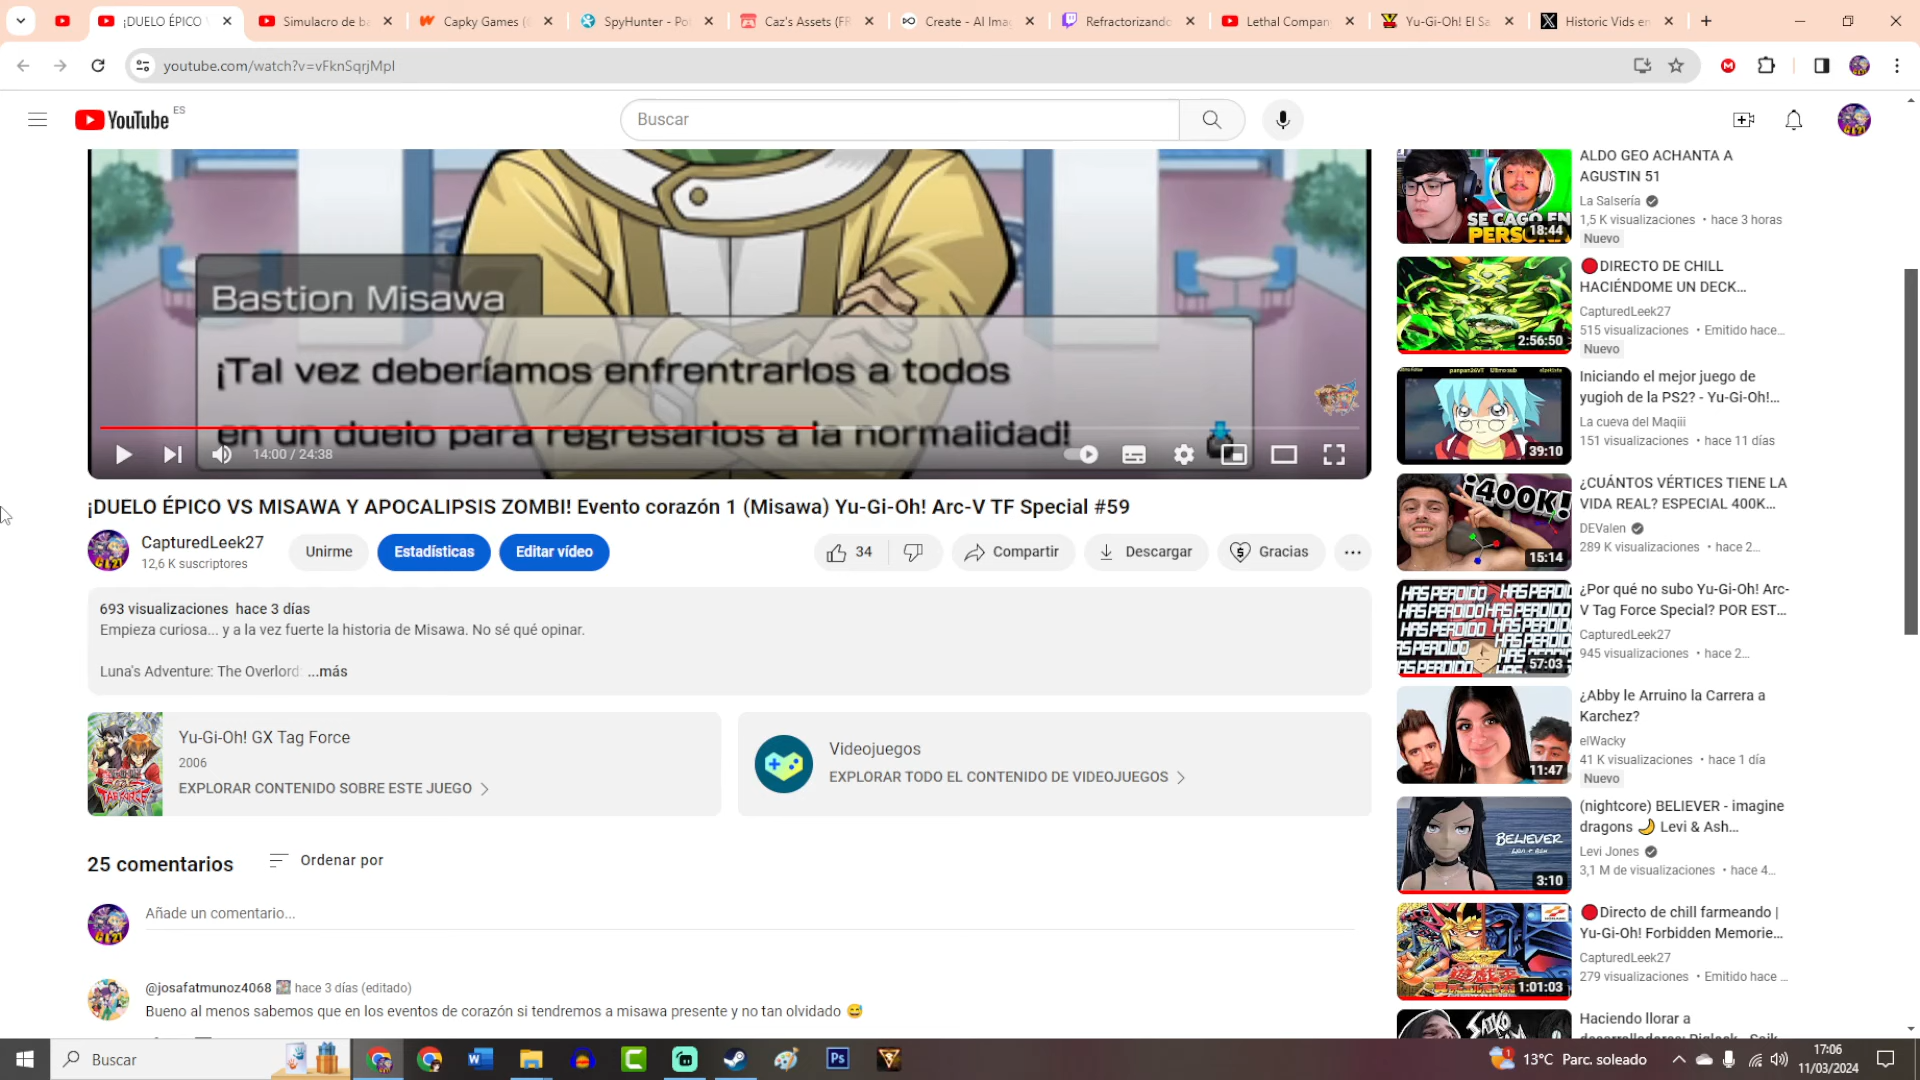 ¡DUELO ÉPICO
Simulacro de ba
Capky Games (
SpyHunter - Po
Caz's Assets (FR
Create - AI Ima
Refractorizando
Lethal Company
Yu-Gi-Oh! El Sa
Historic Vids en
youtube.com/watch?v=vFknSqrjMpI
YouTube ES
Buscar
Bastion Misawa
¡Tal vez deberíamos enfrentrarlos a todos
en un duelo para regresarlos a la normalidad!
14:00 / 24:38
¡DUELO ÉPICO VS MISAWA Y APOCALIPSIS ZOMBI! Evento corazón 1 (Misawa) Yu-Gi-Oh! Arc-V TF Special #59
CapturedLeek27
12,6 K suscriptores
Unirme
Estadísticas
Editar vídeo
34
Compartir
Descargar
Gracias
693 visualizaciones hace 3 días
Empieza curiosa... y a la vez fuerte la historia de Misawa. No sé qué opinar.
Luna's Adventure: The Overlord: ...más
Yu-Gi-Oh! GX Tag Force
2006
EXPLORAR CONTENIDO SOBRE ESTE JUEGO
Videojuegos
EXPLORAR TODO EL CONTENIDO DE VIDEOJUEGOS
25 comentarios
Ordenar por
Añade un comentario...
@josafatmunoz4068 hace 3 días (editado)
Bueno al menos sabemos que en los eventos de corazón si tendremos a misawa presente y no tan olvidado 😅
SE CAGÓ EN
PERSONA
18:44
ALDO GEO ACHANTA A
AGUSTIN 51
La Salsería
1,5 K visualizaciones • hace 3 horas
Nuevo
2:56:50
🔴DIRECTO DE CHILL
HACIÉNDOME UN DECK...
CapturedLeek27
515 visualizaciones • Emitido hace...
Nuevo
39:10
Iniciando el mejor juego de
yugioh de la PS2? - Yu-Gi-Oh!...
La cueva del Maqiii
151 visualizaciones • hace 11 días
¡400K!
15:14
¿CUÁNTOS VÉRTICES TIENE LA
VIDA REAL? ESPECIAL 400K...
DEValen
289 K visualizaciones • hace 2...
HAS PERDIDO
57:03
¿Por qué no subo Yu-Gi-Oh! Arc-
V Tag Force Special? POR EST...
CapturedLeek27
945 visualizaciones • hace 2...
11:47
¿Abby le Arruino la Carrera a
Karchez?
elWacky
41 K visualizaciones • hace 1 día
Nuevo
BELIEVER
3:10
(nightcore) BELIEVER - imagine
dragons 🌙 Levi & Ash...
Levi Jones
3,1 M de visualizaciones • hace 4...
1:01:03
🔴Directo de chill farmeando |
Yu-Gi-Oh! Forbidden Memorie...
CapturedLeek27
279 visualizaciones • Emitido hace ...
SAIKO
Haciendo llorar a
Buscar
13°C Parc. soleado
17:06
11/03/2024